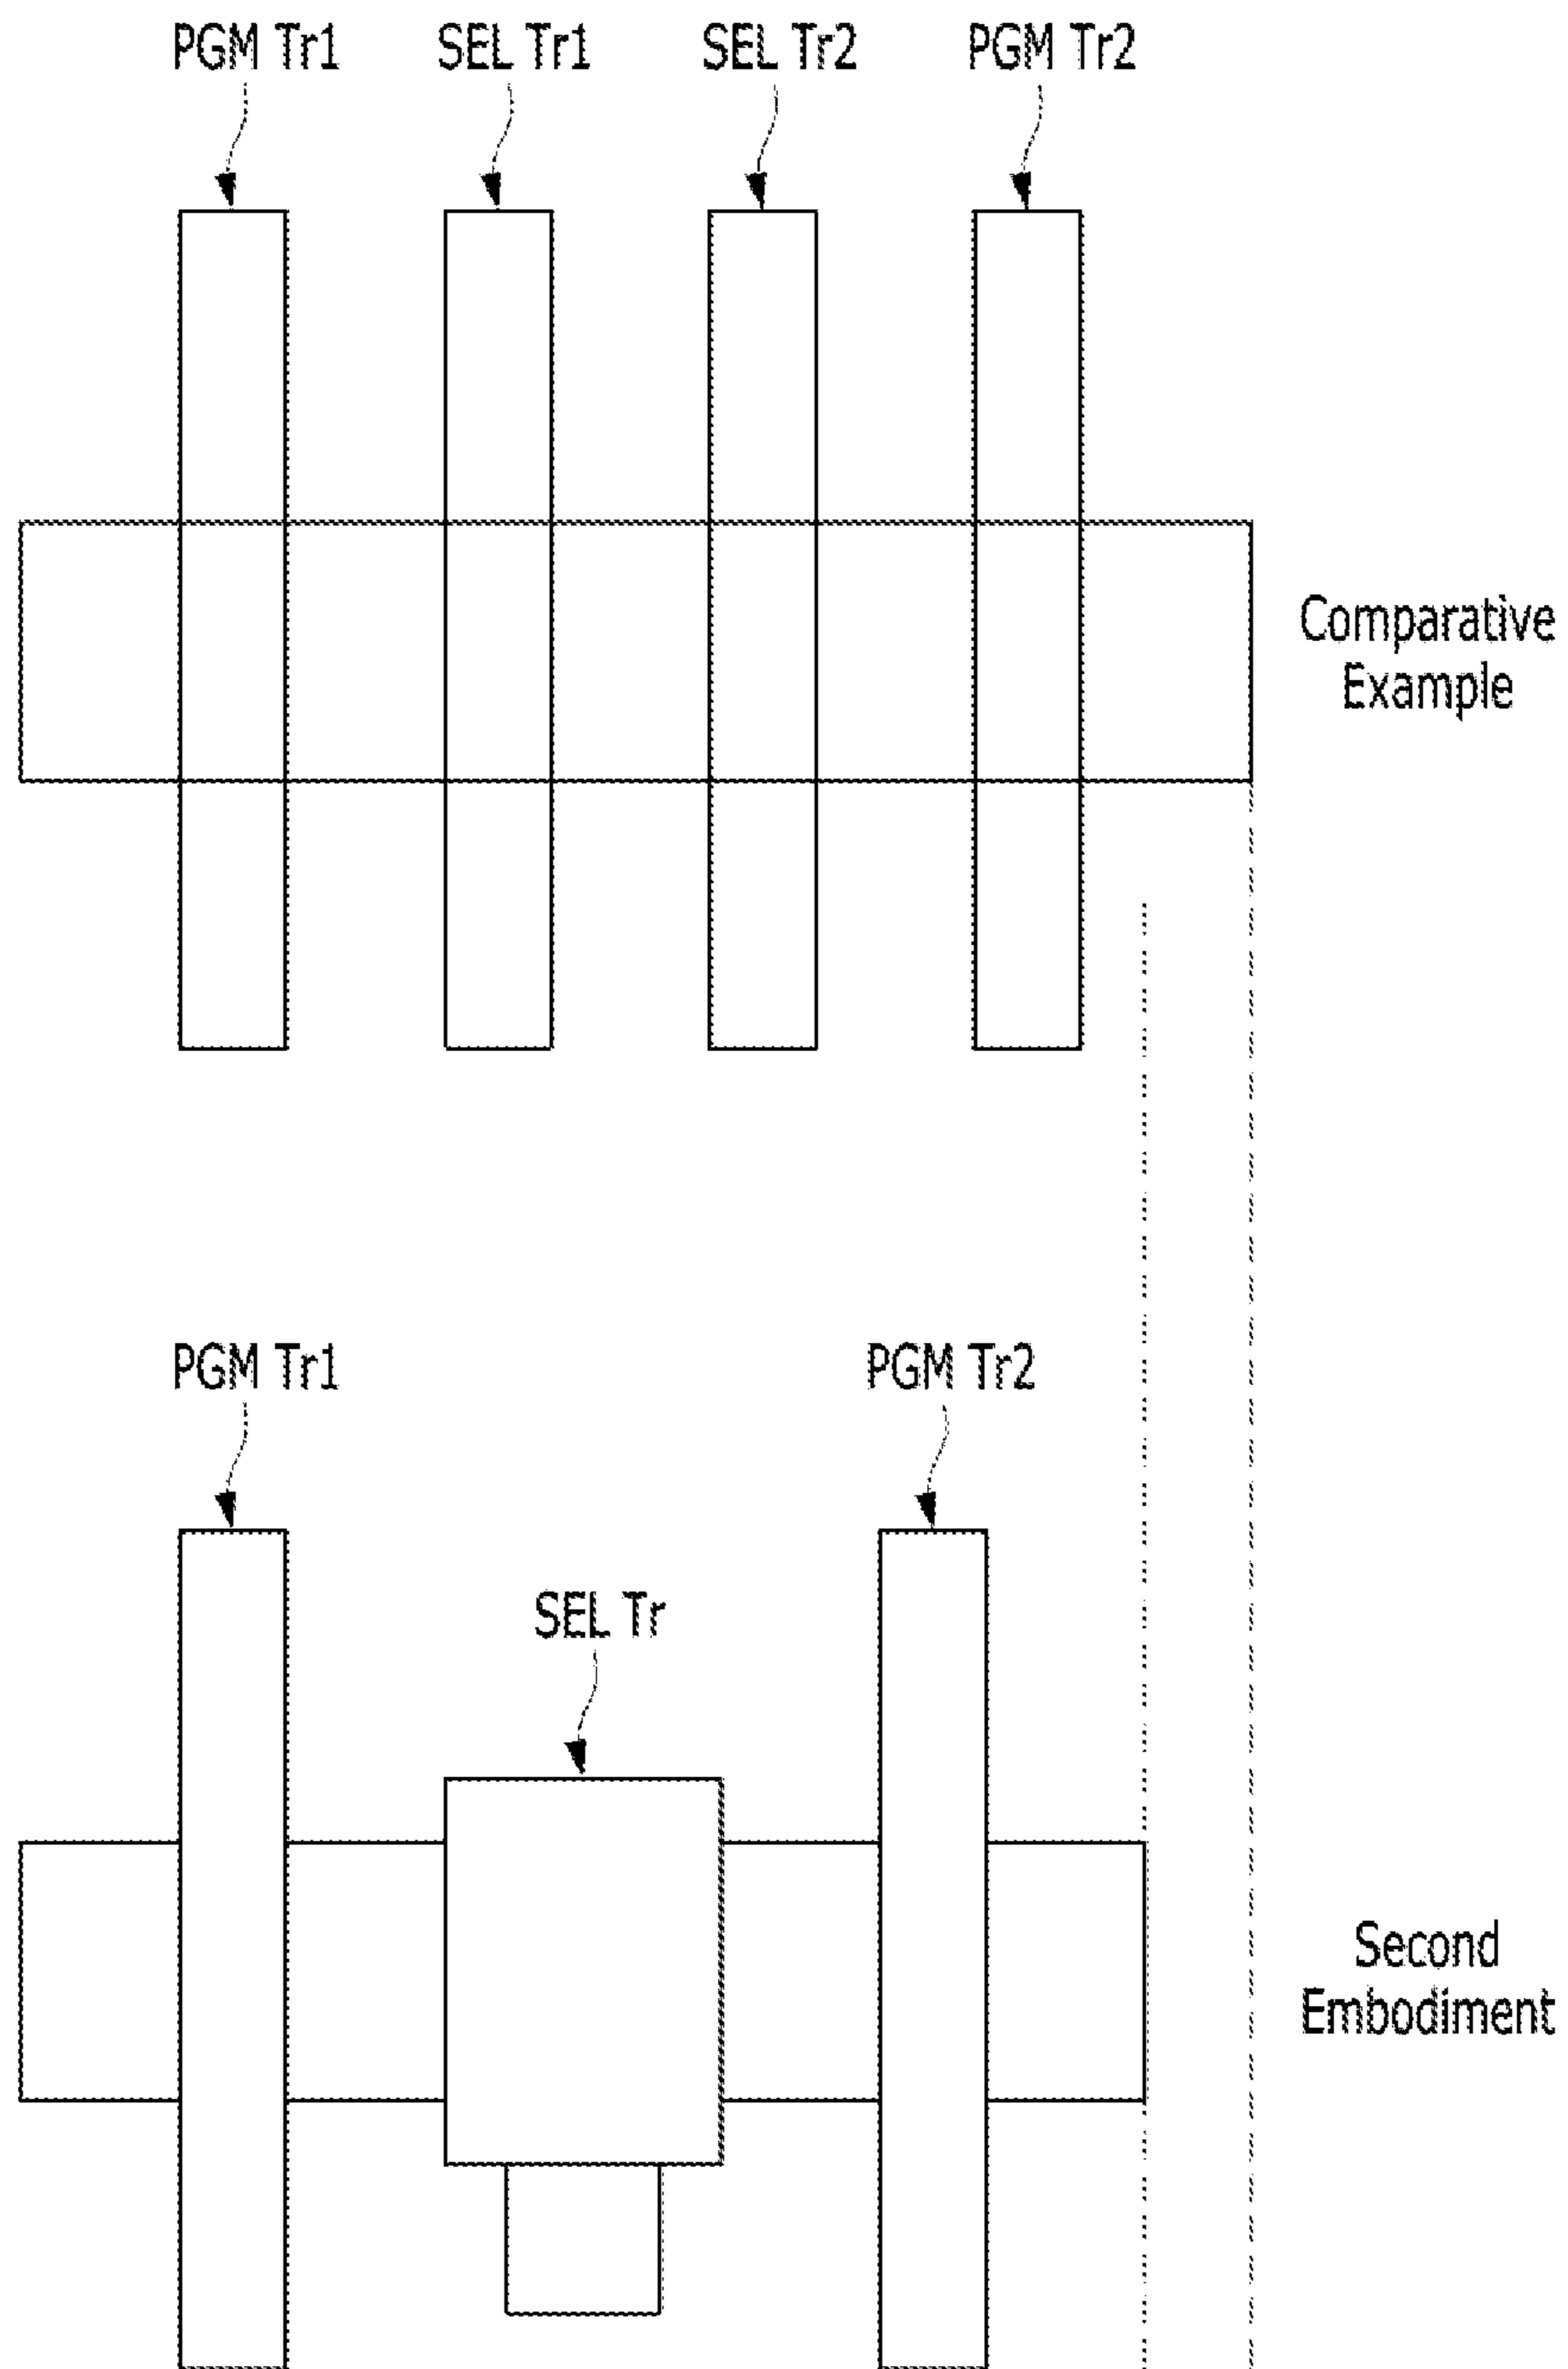 PGM Tr1 SEL Tr1 SEL Tr2 PGM Tr2
Comparative
Example
PGM Tr1 PGM Tr2
SEL Tr
Second
Embodiment